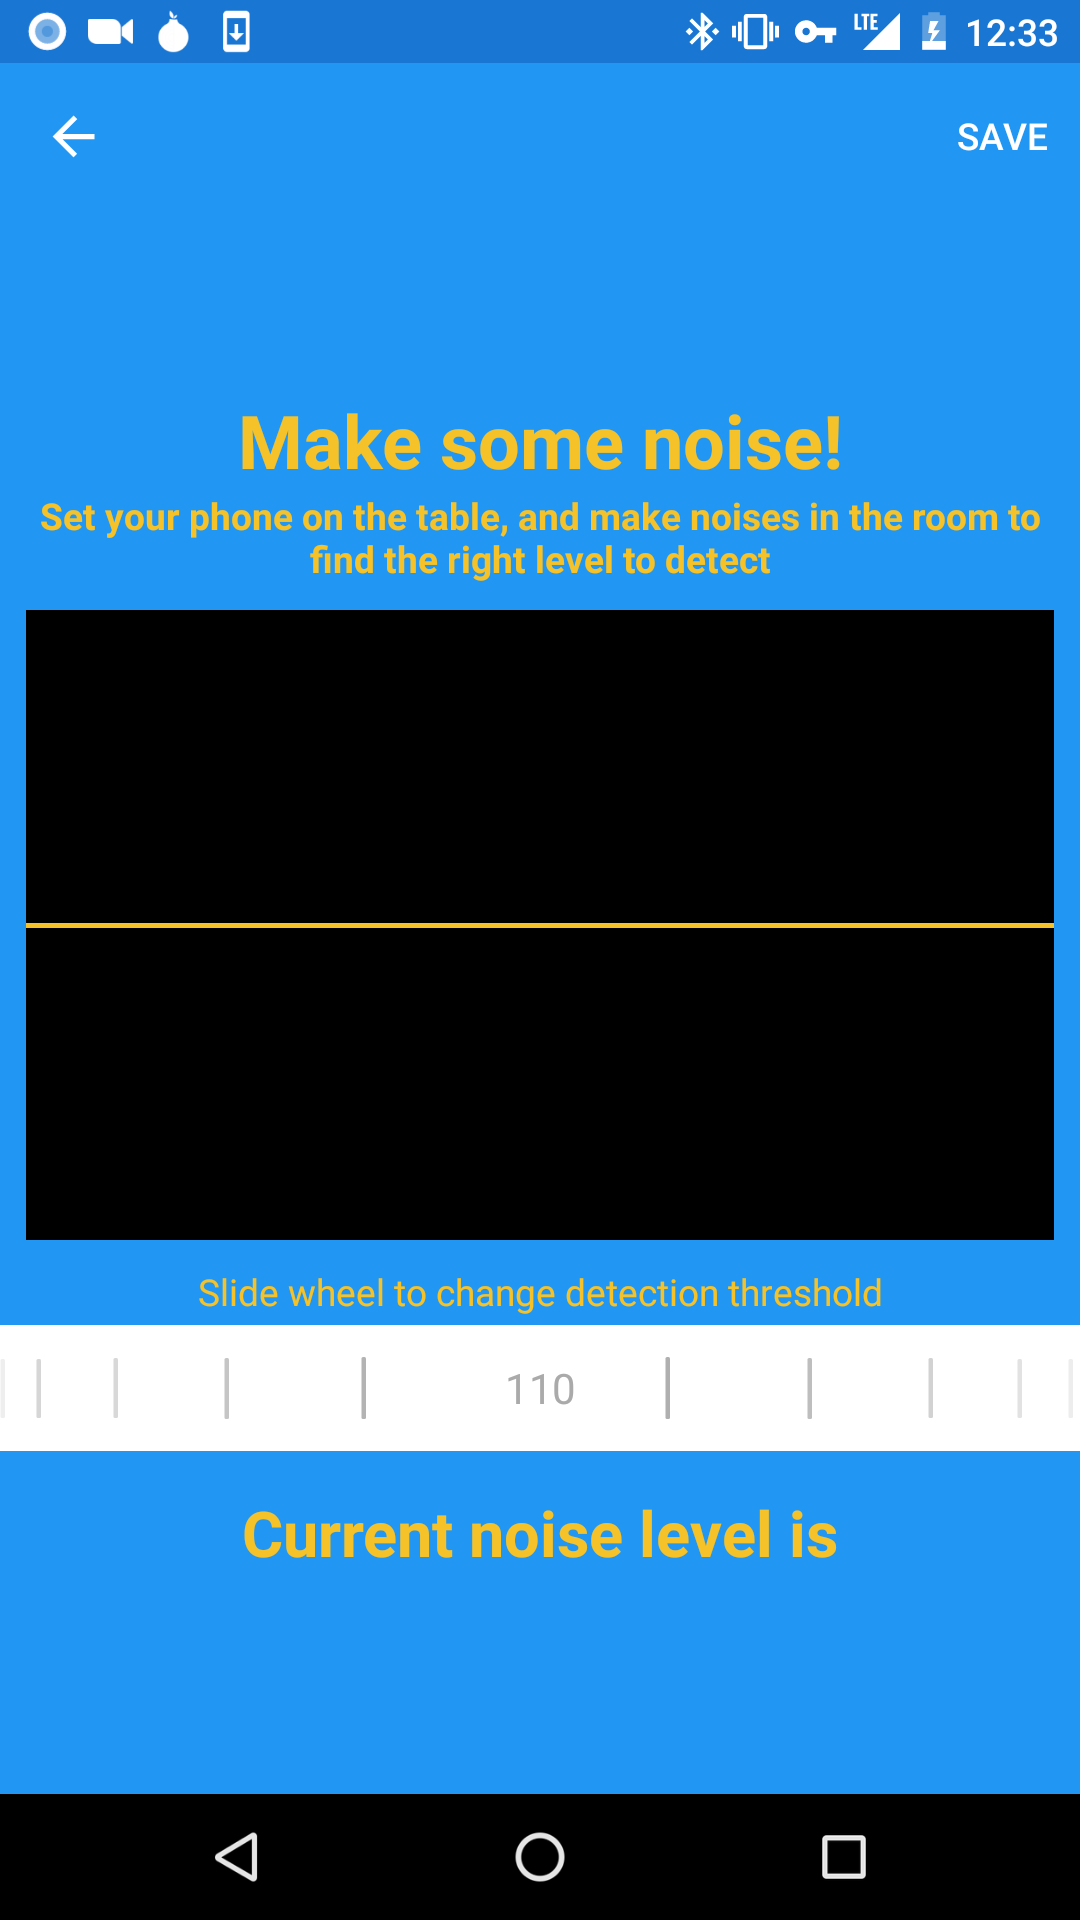 LTE 12:33
SAVE
Make some noise!
Set your phone on the table, and make noises in the room to
find the right level to detect
Slide wheel to change detection threshold
110
Current noise level is